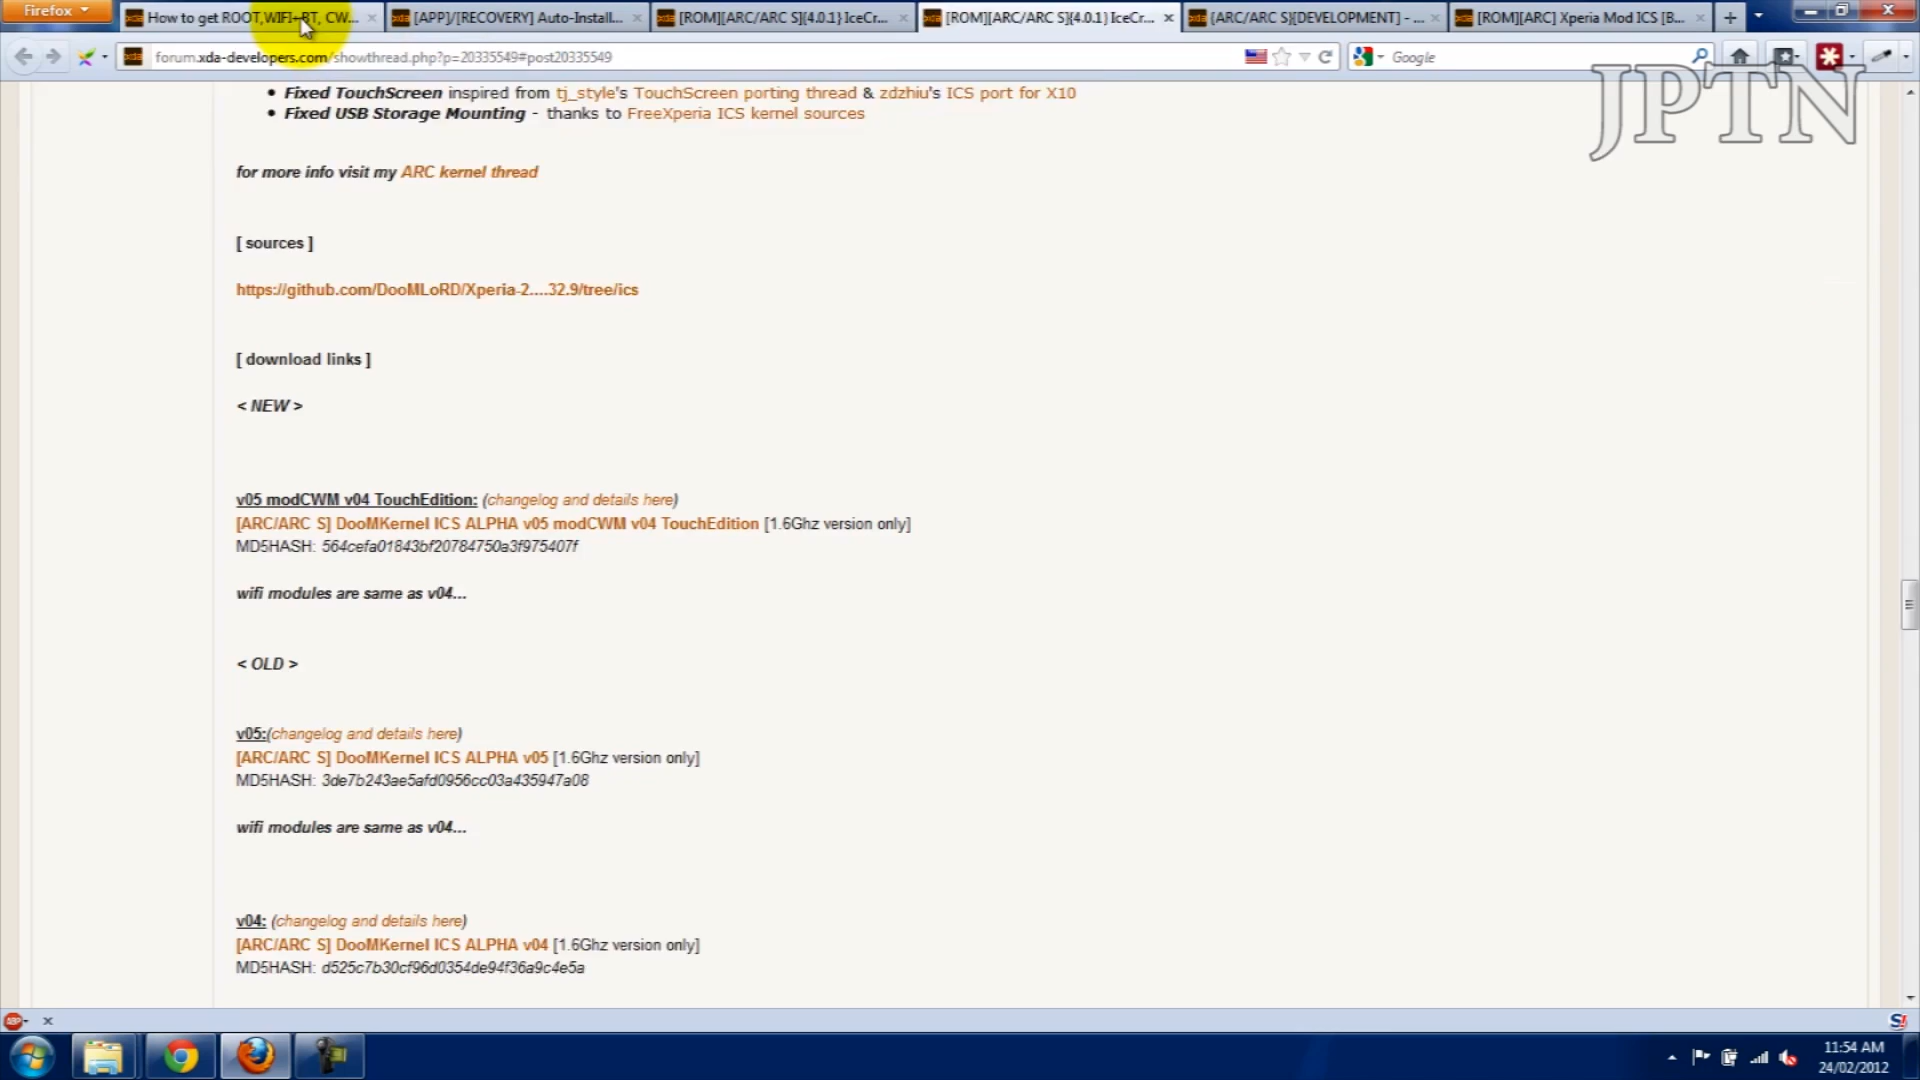 Firefox
How to get ROOT,WIFI+BT, CW...
[APP]/[RECOVERY] Auto-Install...
[ROM][ARC/ARC S]{4.0.1} IceCr...
[ROM][ARC/ARC S]{4.0.1} IceCr...
{ARC/ARC S}[DEVELOPMENT] - ...
[ROM][ARC] Xperia Mod ICS [B...
forum.xda-developers.com/showthread.php?p=20335549#post20335549
Google
JPTN
• Fixed TouchScreen inspired from tj_style's TouchScreen porting thread & zdzhiu's ICS port for X10
• Fixed USB Storage Mounting - thanks to FreeXperia ICS kernel sources
for more info visit my ARC kernel thread
[ sources ]
https://github.com/DooMLoRD/Xperia-2....32.9/tree/ics
[ download links ]
< NEW >
v05 modCWM v04 TouchEdition: (changelog and details here)
[ARC/ARC S] DooMKernel ICS ALPHA v05 modCWM v04 TouchEdition [1.6Ghz version only]
MD5HASH: 564cefa01843bf20784750a3f975407f
wifi modules are same as v04...
< OLD >
v05:(changelog and details here)
[ARC/ARC S] DooMKernel ICS ALPHA v05 [1.6Ghz version only]
MD5HASH: 3de7b243ae5afd0956cc03a435947a08
wifi modules are same as v04...
v04: (changelog and details here)
[ARC/ARC S] DooMKernel ICS ALPHA v04 [1.6Ghz version only]
MD5HASH: d525c7b30cf96d0354de94f36a9c4e5a
ABP
S!
11:54 AM
24/02/2012